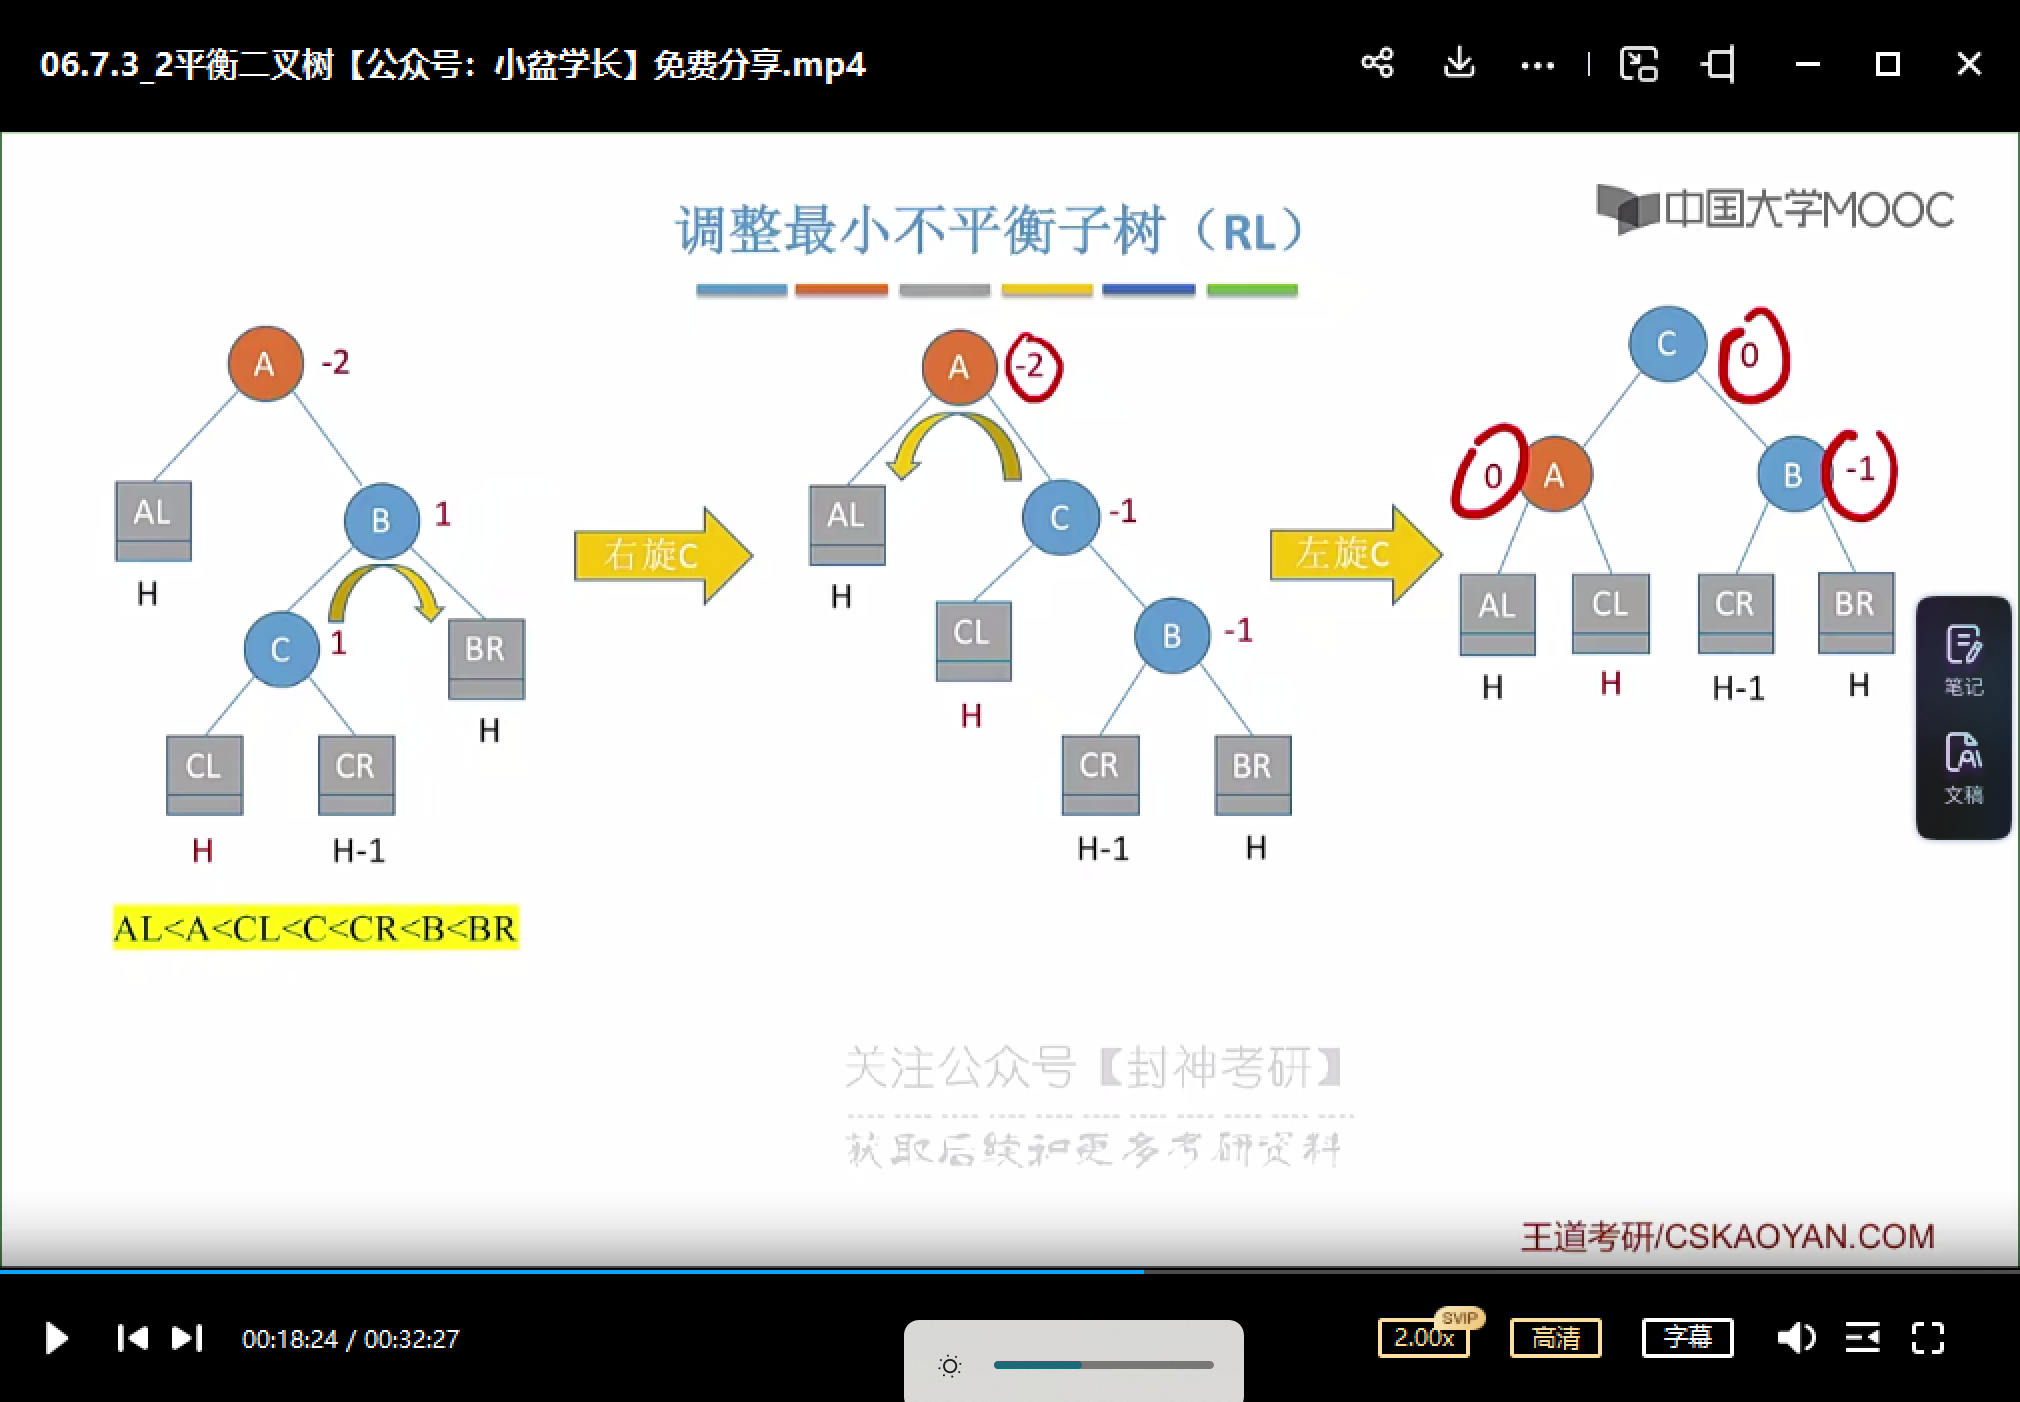 06.7.3_2平衡二叉树【公众号：小盆学长】免费分享.mp4
中国大学MOOC
调整最小不平衡子树（RL）
A -2
AL
H
B 1
C 1
BR
H
CL
H
CR
H-1
AL<A<CL<C<CR<B<BR
右旋C
A -2
AL
H
C -1
CL
H
B -1
CR
H-1
BR
H
左旋C
C 0
0 A
B -1
AL
H
CL
H
CR
H-1
BR
H
笔记
文稿
关注公众号【封神考研】
获取后续和更多考研资料
王道考研/CSKAOYAN.COM
00:18:24 / 00:32:27
2.00x
SVIP
高清
字幕